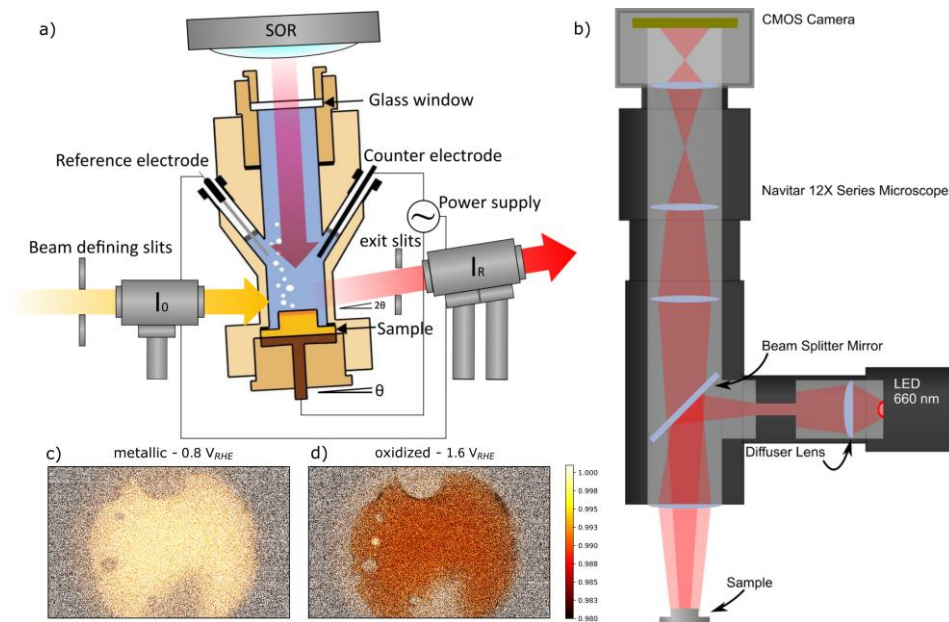 a)
SOR
Glass window
Reference electrode
Counter electrode
Power supply
Beam defining slits
exit slits
I0
IR
2θ
Sample
θ
c) metallic - 0.8 VRHE
d) oxidized - 1.6 VRHE
1.000
0.998
0.995
0.993
0.990
0.988
0.985
0.983
0.980
b)
CMOS Camera
Navitar 12X Series Microscope
Beam Splitter Mirror
LED
660 nm
Diffuser Lens
Sample